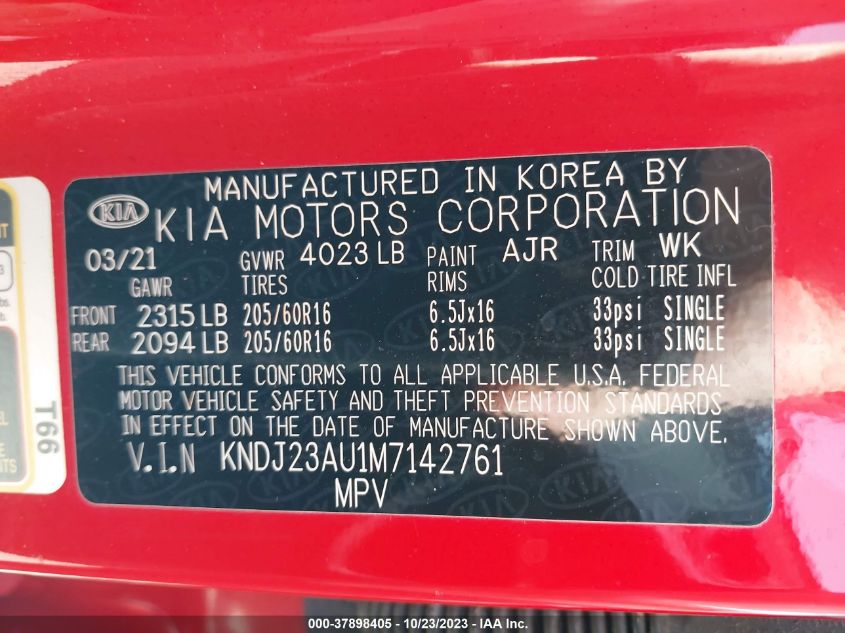 MANUFACTURED IN KOREA BY
KIA KIA MOTORS CORPORATION
03/21 GVWR 4023 LB PAINT AJR TRIM WK
GAWR TIRES RIMS COLD TIRE INFL
FRONT 2315 LB 205/60R16 6.5Jx16 33psi SINGLE
REAR 2094 LB 205/60R16 6.5Jx16 33psi SINGLE
THIS VEHICLE CONFORMS TO ALL APPLICABLE U.S.A. FEDERAL
MOTOR VEHICLE SAFETY AND THEFT PREVENTION STANDARDS
IN EFFECT ON THE DATE OF MANUFACTURE SHOWN ABOVE.
V.I.N KNDJ23AU1M7142761
MPV
T66
000-37898405 - 10/23/2023 - IAA Inc.